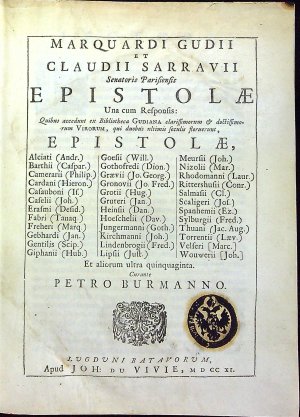 MARQUARDI GUDII
ET
CLAUDII SARRAVII
Senatoris Parisiensis
EPISTOLÆ
Una cum Responsis:
Quibus accedunt ex Bibliotheca GUDIANA clarissimorum & doctissimo-
rum VIRORUM, qui duobus ultimis seculis floruerunt,
EPISTOLÆ,
Alciati (Andr.) Goesii (Will.) Meursii (Joh.)
Barthii (Caspar.) Gothofredi (Dion.) Nizolii (Mar.)
Camerarii (Philip.) Grævii (Jo. Georg.) Rhodomanni (Laur.)
Cardani (Hieron.) Gronovii (Jo Fred.) Rittershusii (Conr.)
Casauboni (Is.) Grotii (Hug.) Salmasii (Cl.)
Caselii (Joh.) Gruteri (Jan.) Scaligeri (Jos.)
Erasmi (Desid.) Heinsii (Dan.) Spanhemii (Ez.)
Fabri (Tanaq.) Hoeschelii (Dav.) Sylburgii (Fred.)
Freheri (Marq.) Jungermanni (Goth.) Thuani (Jac. Aug.)
Gebhardi (Jan.) Kirchmanni (Joh.) Torrentii (Læv.)
Gentilis (Scip.) Lindenbrogii (Fred.) Velseri (Marc.)
Giphanii (Hub.) Lipsii (Just.) Wouwerii (Joh.)
Et aliorum ultra quinquaginta.
Curante
PETRO BURMANNO.
LUGDUNI BATAVORUM,
Apud JOH: DU VIVIE, MDCCXI.